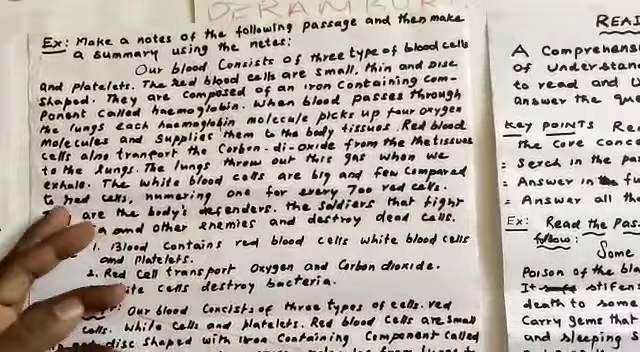 DERAMBUR
Ex: Make a notes of the following passage and then make
a summary using the notes:
Our blood Consists of three type of blood cells
and platelets. The red blood cells are small, thin and Disc
shaped. They are composed of an iron containing com-
ponent called haemoglobin. When blood passes through
the lungs each haemoglobin molecule picks up four oxygen
molecules and supplies them to the body tissues. Red blood
cells also tranport the Carbon-di-oxide from the the tissues
to the lungs. The lungs throw out this gas when we
exhale. The white blood cells are big and few compared
to red cells, numering one for every 700 red cells.
are the body's defenders. the soldiers that fight
and other enemies and destroy dead cells.
1. Blood contains red blood cells white blood cells
and platelets.
2. Red Cell transport Oxygen and Carbon dioxide.
cells destroy bacteria.
Our blood Concists of three types of cells. red
cells. White cells and platelets. Red blood cells are small
disc shaped with iron Containing Component called
REAS
A Comprehens
of understan
to read and u
answer the que
Key POINTS Re
the Core conce
= Serch in the pa
= Answer in the fu
= Answer all the
Ex: Read the Pas
follow:
Some
Poison of the bla
It stifens
death to some
Carry gems that
and sleeping